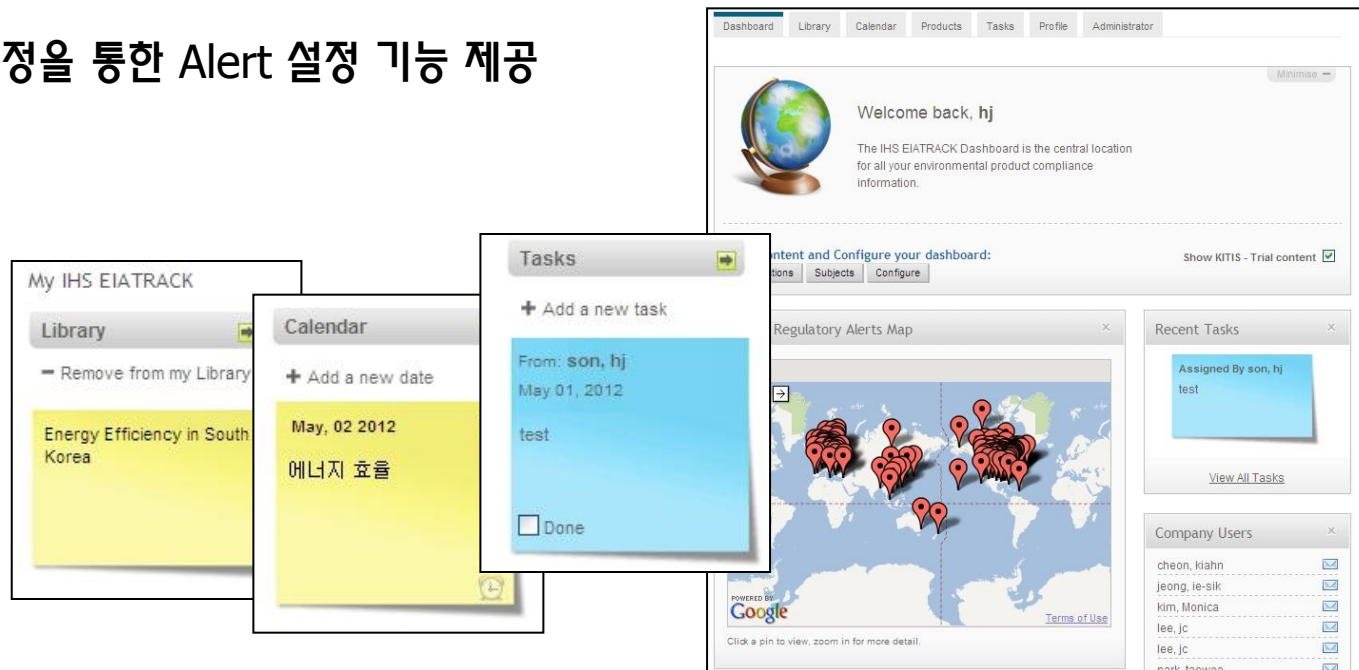 정을 통한 Alert 설정 기능 제공
My IHS EIATRACK
Library
Remove from my Library
Energy Efficiency in South
Korea
Calendar
+ Add a new date
May, 02 2012
에너지 효율
Tasks
+ Add a new task
From: son, hj
May 01, 2012
test
Done
Dashboard Library Calendar Products Tasks Profile Administrator
Minimise
Welcome back, hj
The IHS EIATRACK Dashboard is the central location
for all your environmental product compliance
information.
and Configure your dashboard:
Subjects Configure
Show KITIS - Trial content
Regulatory Alerts Map
POWERED BY
Google
Terms of Use
Click a pin to view, zoom in for more detail.
Recent Tasks
Assigned By son, hj
test
View All Tasks
Company Users
cheon, kiahn
jeong, ie-sik
kim, Monica
lee, jc
lee, jc